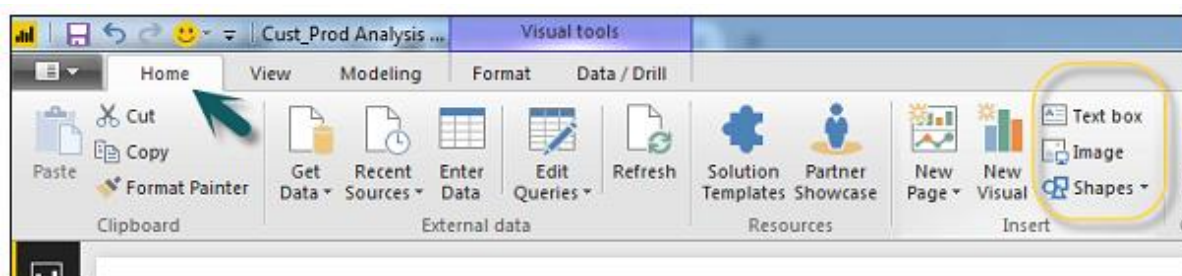 Cust_Prod Analysis ...
Visual tools
Home View Modeling Format Data / Drill
Paste
Cut
Copy
Format Painter
Clipboard
Get Data
Recent Sources
Enter Data
Edit Queries
Refresh
External data
Solution Templates
Partner Showcase
Resources
New Page
New Visual
Text box
Image
Shapes
Insert